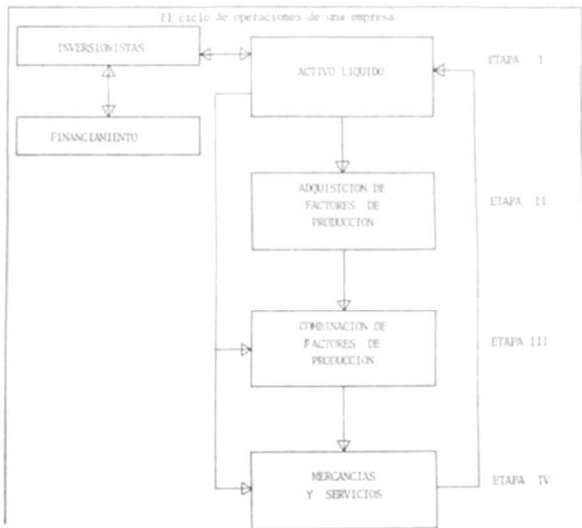 El ciclo de operaciones de una empresa
INVERSIONISTAS
ACTIVO LIQUIDO
ETAPA I
FINANCIAMIENTO
ADQUISICION DE
FACTORES DE
PRODUCCION
ETAPA II
COMBINACION DE
FACTORES DE
PRODUCCION
ETAPA III
MERCANCIAS
Y SERVICIOS
ETAPA IV